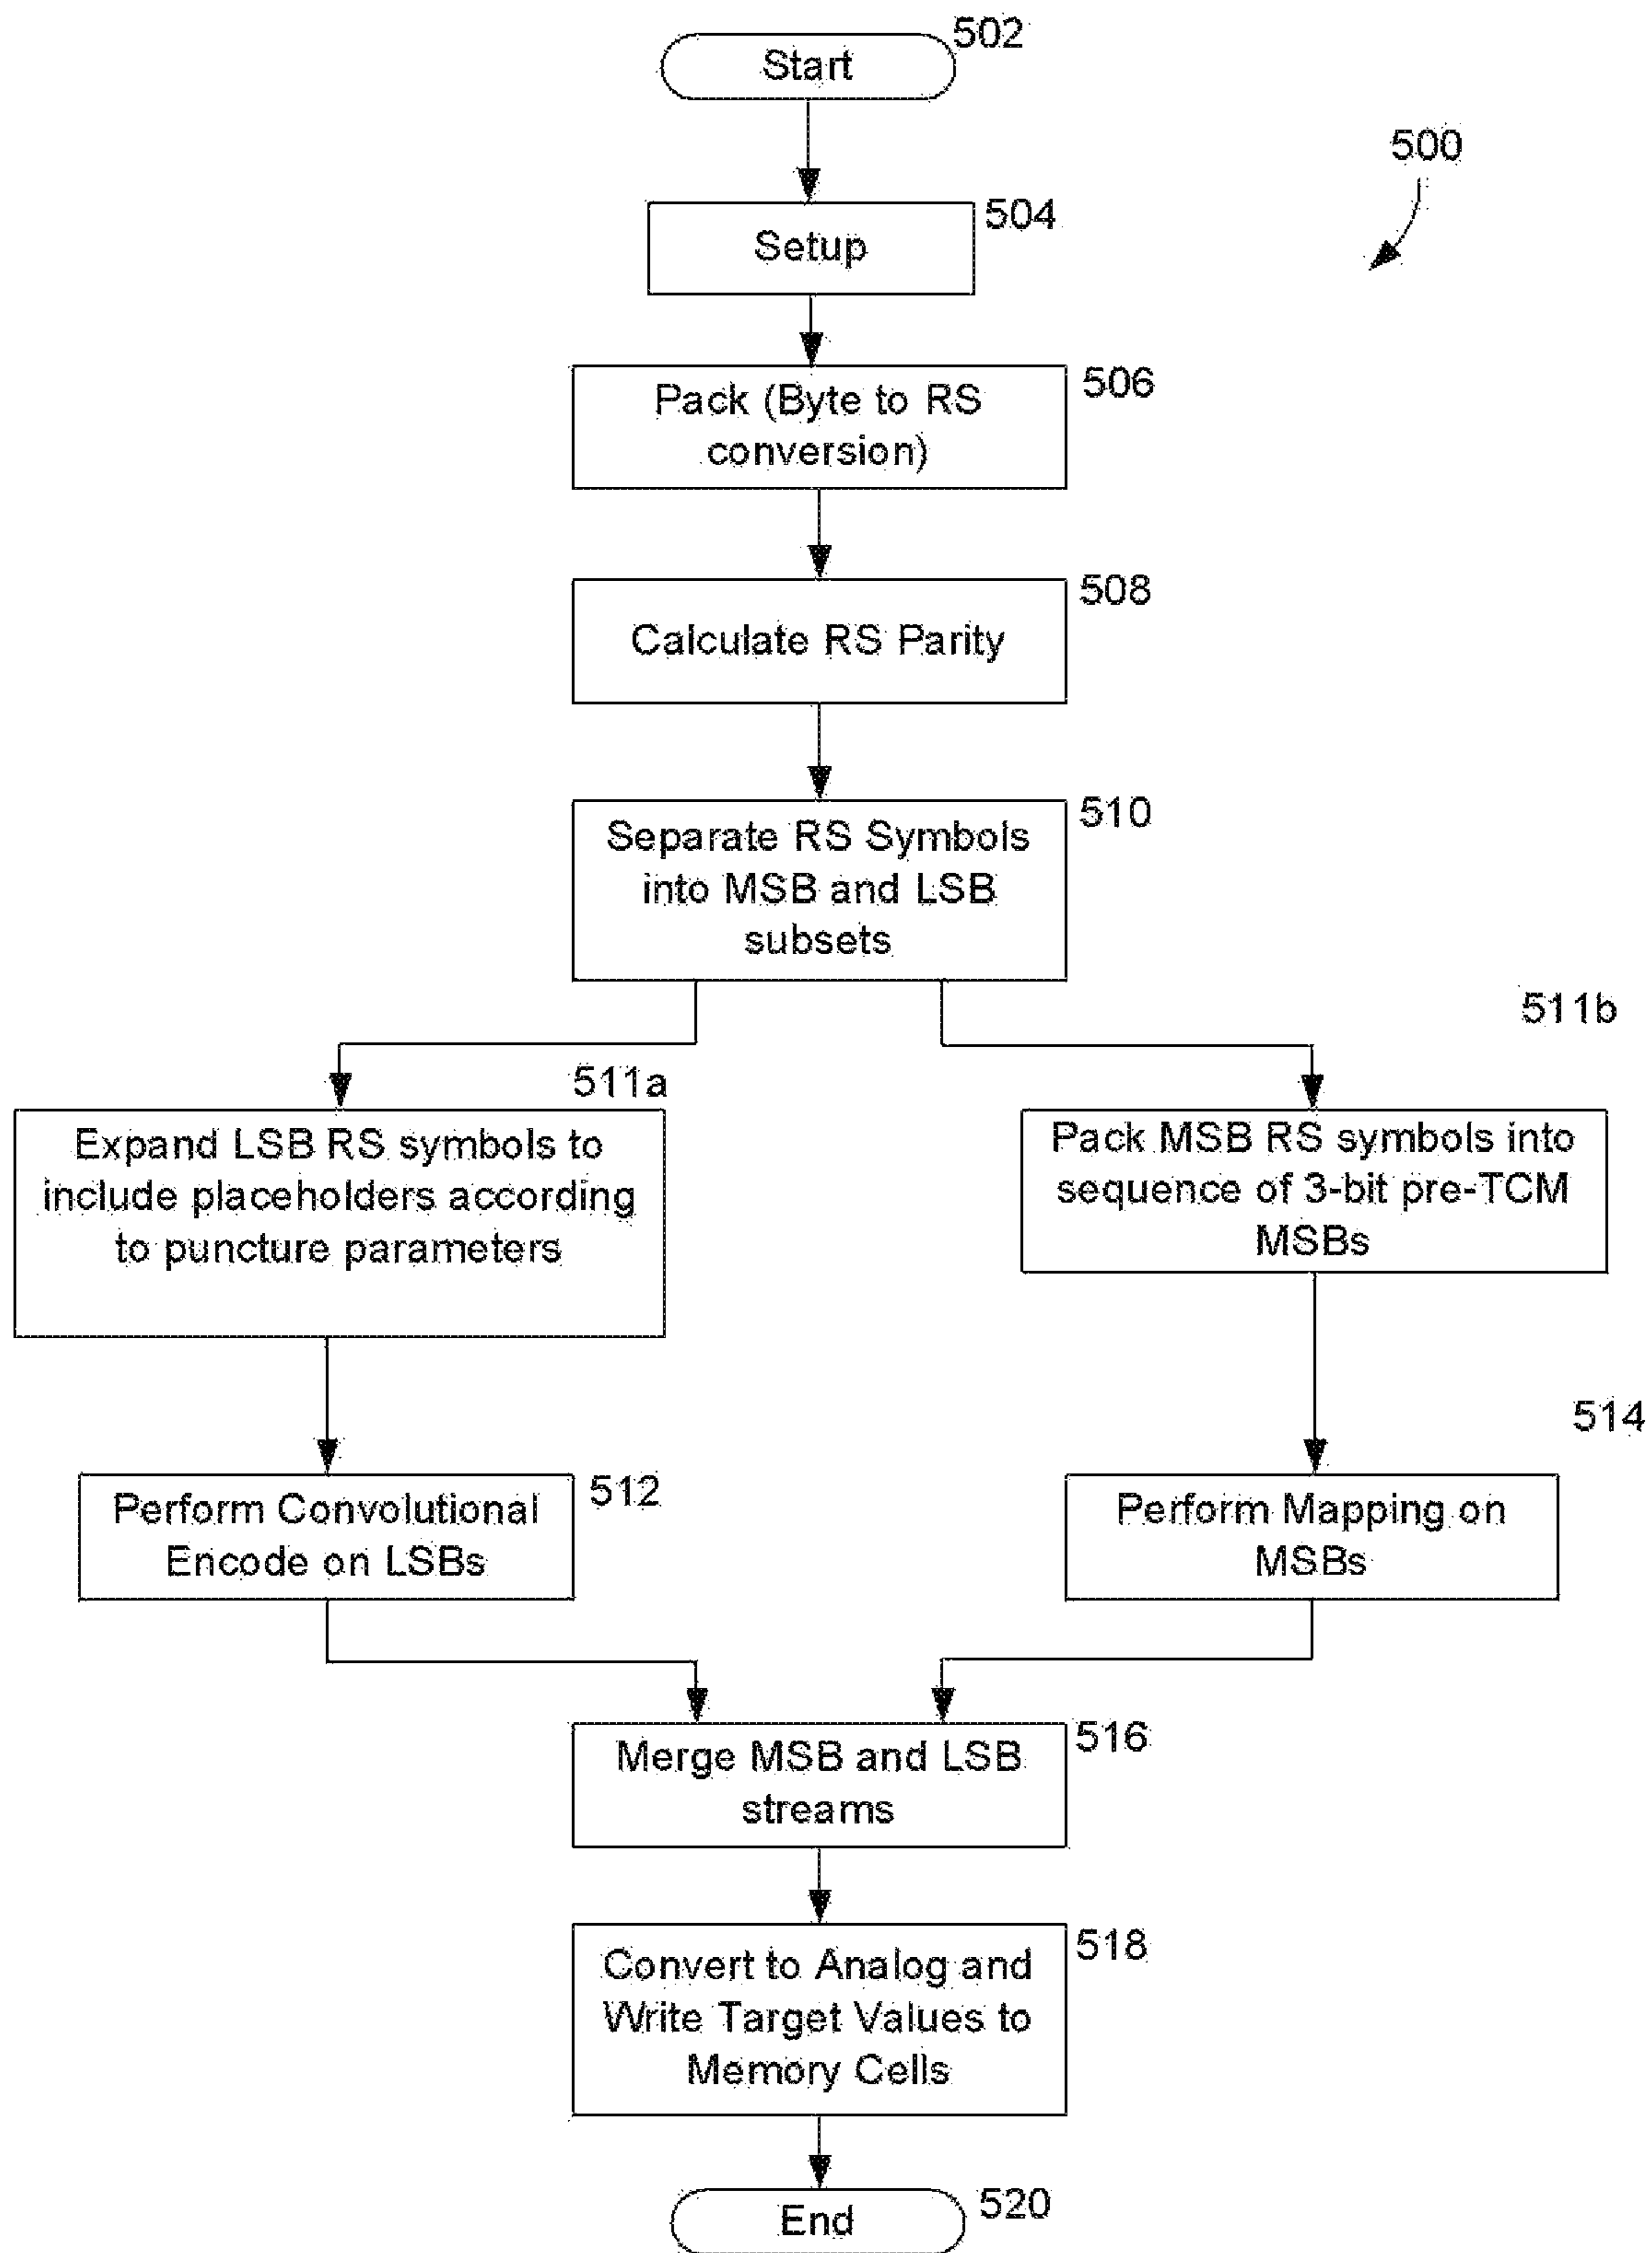 502
Start
500
504
Setup
506
Pack (Byte to RS
conversion)
508
Calculate RS Parity
510
Separate RS Symbols
into MSB and LSB
subsets
511a
Expand LSB RS symbols to
include placeholders according
to puncture parameters
511b
Pack MSB RS symbols into
sequence of 3-bit pre-TCM
MSBs
512
Perform Convolutional
Encode on LSBs
514
Perform Mapping on
MSBs
516
Merge MSB and LSB
streams
518
Convert to Analog and
Write Target Values to
Memory Cells
520
End